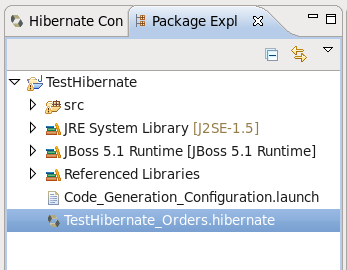 Hibernate Con
Package Expl
TestHibernate
src
JRE System Library [J2SE-1.5]
JBoss 5.1 Runtime [JBoss 5.1 Runtime]
Referenced Libraries
Code_Generation_Configuration.launch
TestHibernate_Orders.hibernate